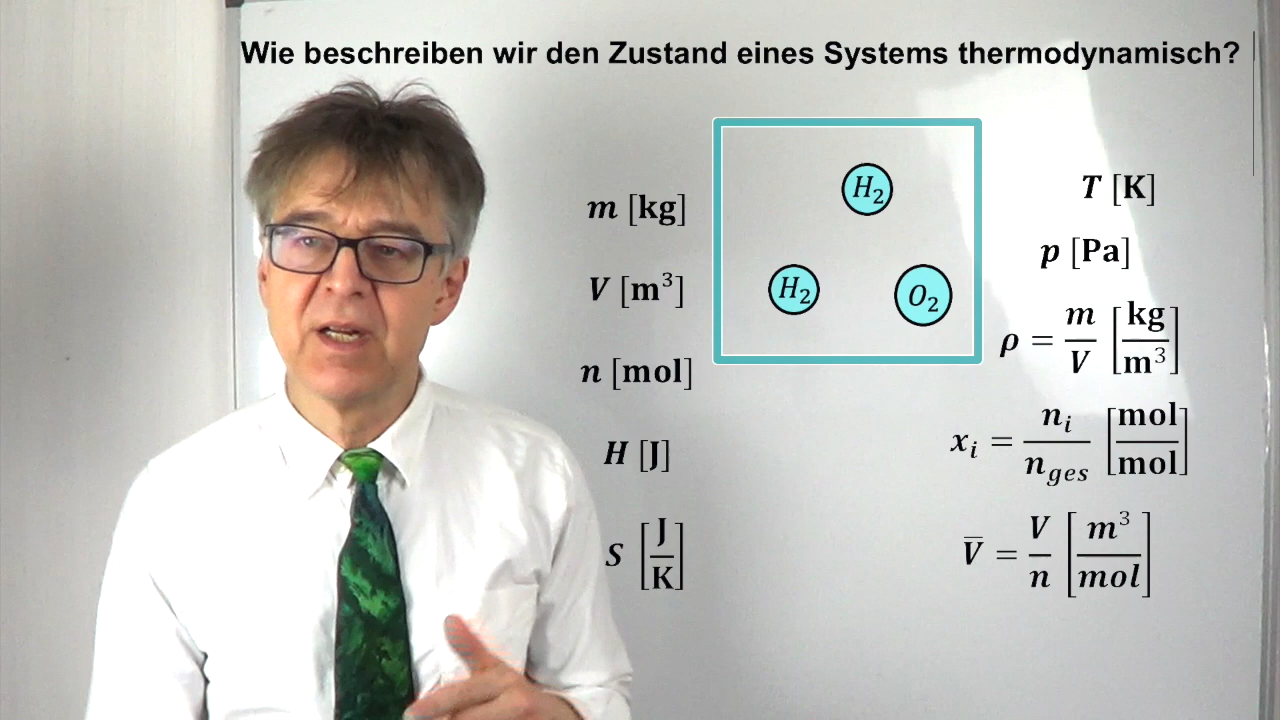 Wie beschreiben wir den Zustand eines Systems thermodynamisch?
m [kg]
V [m³]
n [mol]
H [J]
S [J/K]
H₂
H₂ O₂
T [K]
p [Pa]
ρ = m/V [kg/m³]
xᵢ = nᵢ/n_ges [mol/mol]
V̅ = V/n [m³/mol]